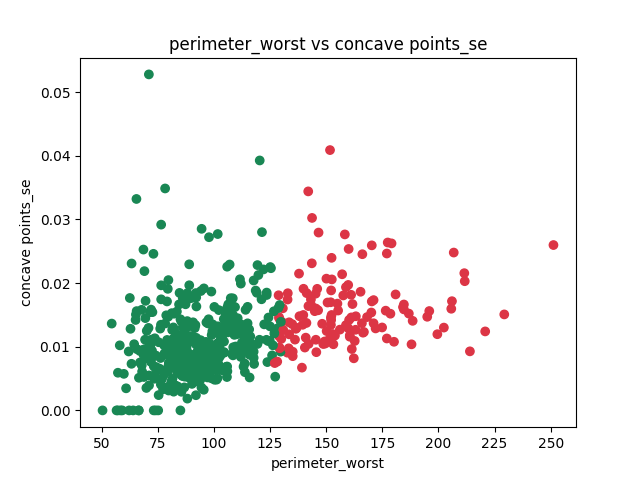 perimeter_worst vs concave points_se
concave points_se
0.05
0.04
0.03
0.02
0.01
0.00
50 75 100 125 150 175 200 225 250
perimeter_worst